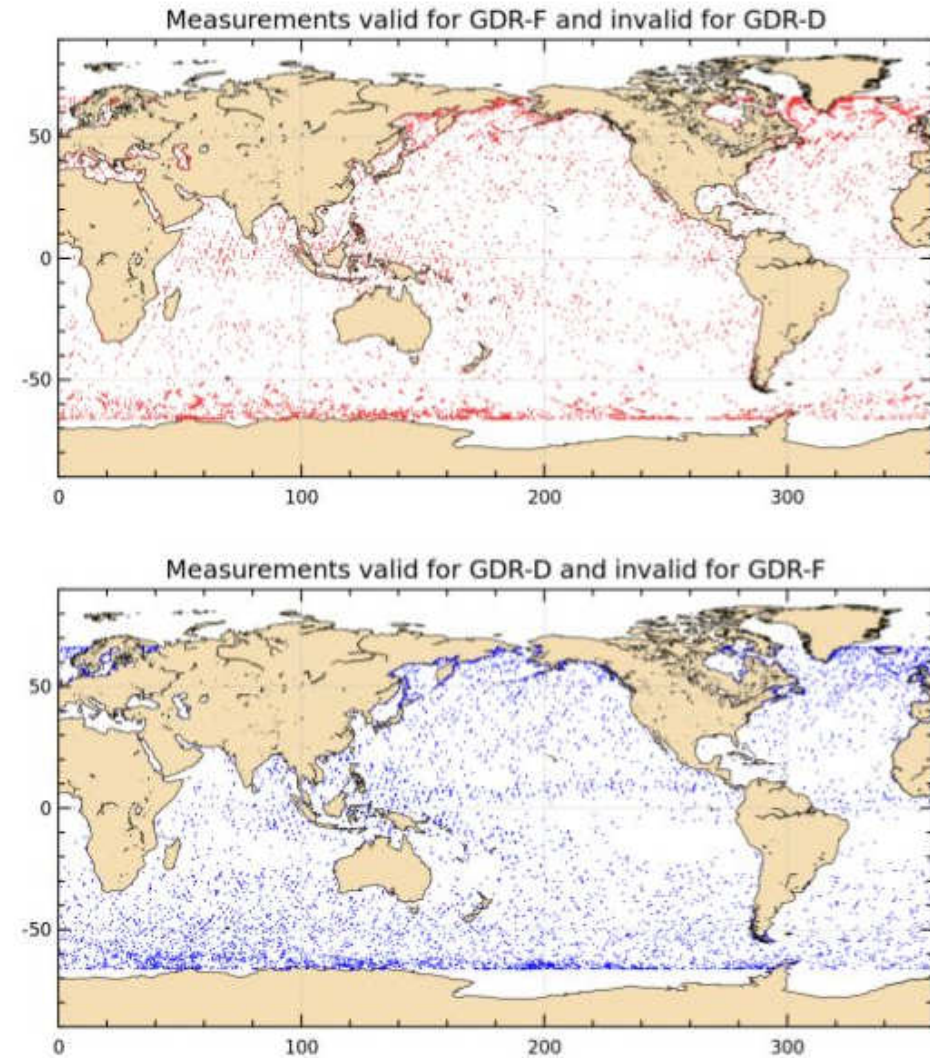 Measurements valid for GDR-F and invalid for GDR-D
50
0
-50
0 100 200 300
Measurements valid for GDR-D and invalid for GDR-F
50
0
-50
0 100 200 300